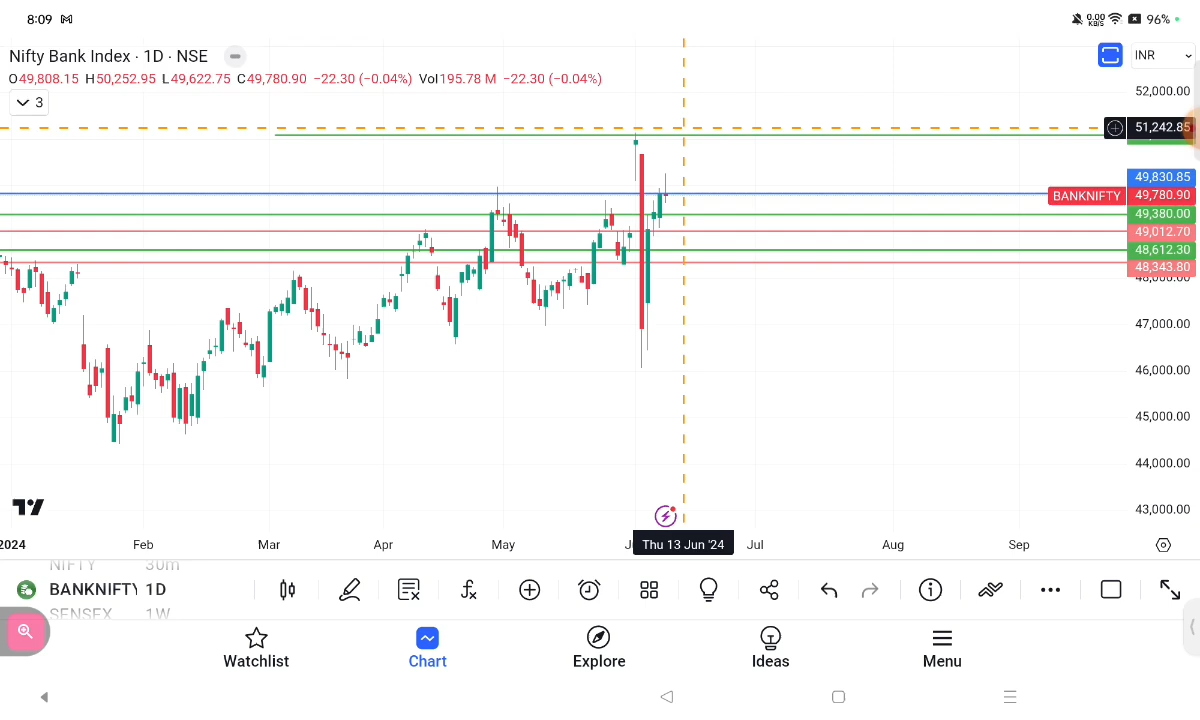 8:09
0.00
KB/S
96%
Nifty Bank Index · 1D · NSE
INR
O49,808.15 H50,252.95 L49,622.75 C49,780.90 −22.30 (−0.04%) Vol195.78 M −22.30 (−0.04%)
3
52,000.00
51,242.85
49,830.85
BANKNIFTY 49,780.90
49,380.00
49,012.70
48,612.30
48,343.80
48,000.00
47,000.00
46,000.00
45,000.00
44,000.00
43,000.00
2024 Feb Mar Apr May Thu 13 Jun '24 Jul Aug Sep
NIFTY 30m
BANKNIFTY 1D
SENSEX 1W
Watchlist Chart Explore Ideas Menu